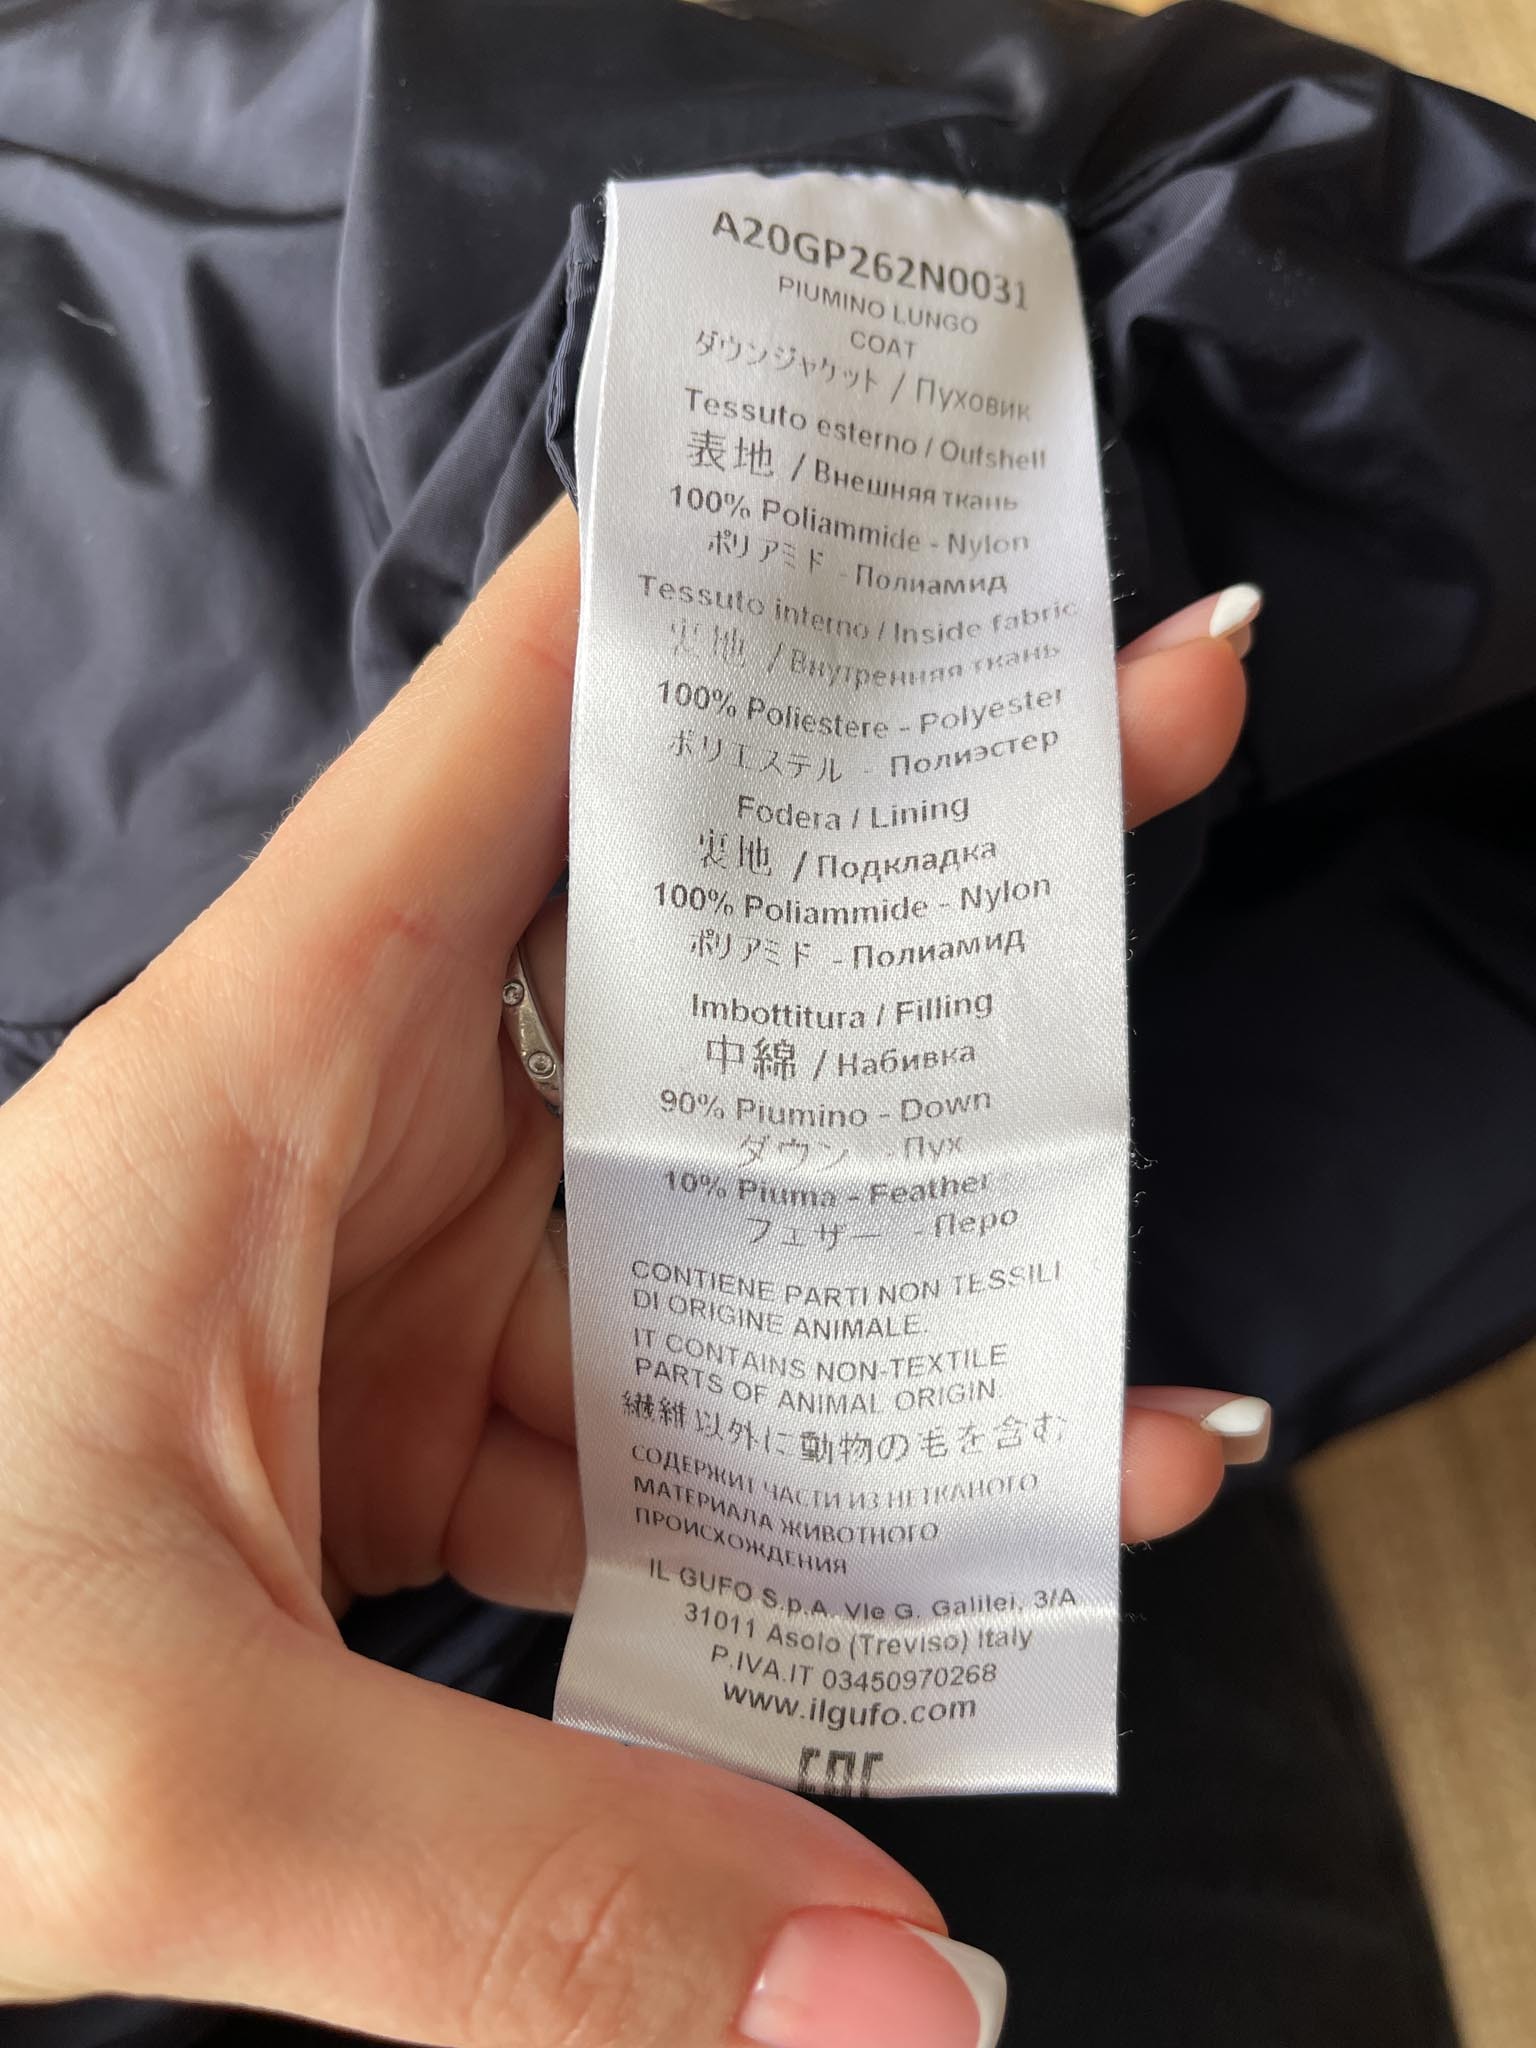 A20GP262N0031
PIUMINO LUNGO
COAT
ダウンジャケット / Пуховик
Tessuto esterno / Outshell
表地 / Внешняя ткань
100% Poliammide - Nylon
ポリアミド - Полиамид
Tessuto interno / Inside fabric
裏地 / Внутренняя ткань
100% Poliestere - Polyester
ポリエステル - Полиэстер
Fodera / Lining
裏地 / Подкладка
100% Poliammide - Nylon
ポリアミド - Полиамид
Imbottitura / Filling
中綿 / Набивка
90% Piumino - Down
ダウン - Пух
10% Piuma - Feather
フェザー - Перо
CONTIENE PARTI NON TESSILI
DI ORIGINE ANIMALE.
IT CONTAINS NON-TEXTILE
PARTS OF ANIMAL ORIGIN
以外に動物の毛を含む
СОДЕРЖИТ ЧАСТИ ИЗ НЕТКАНОГО
МАТЕРИАЛА ЖИВОТНОГО
ПРОИСХОЖДЕНИЯ
IL GUFO S.p.A. Vle G. Galilei, 3/A
31011 Asolo (Treviso) Italy
P.IVA.IT 03450970268
www.ilgufo.com